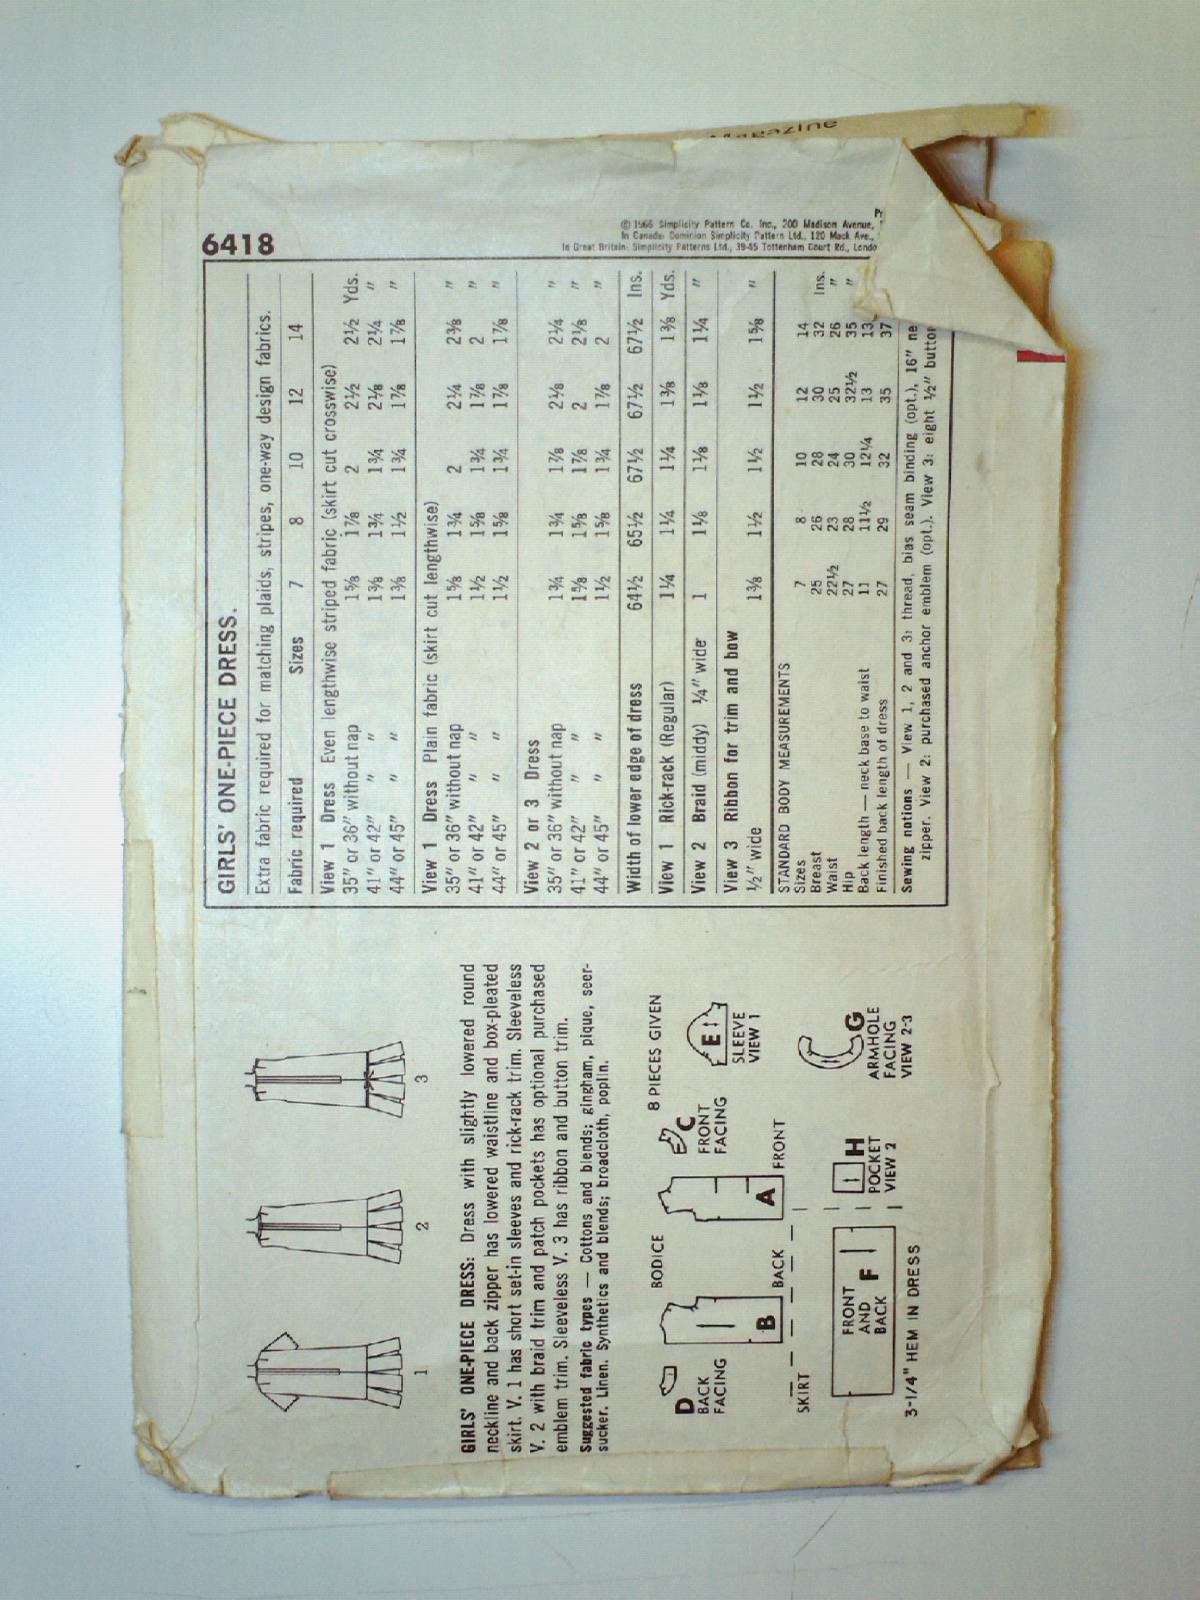 Magazine
6418
© 1966 Simplicity Pattern Co. Inc., 200 Madison Avenue,
In Canada: Dominion Simplicity Pattern Ltd., 120 Mack Ave.,
In Great Britain: Simplicity Patterns Ltd., 39-45 Tottenham Court Rd.,
GIRLS' ONE-PIECE DRESS.
Extra fabric required for matching plaids, stripes, one-way design fabrics.
Fabric required Sizes 7 8 10 12 14
View 1 Dress Even lengthwise striped fabric (skirt cut crosswise)
35" or 36" without nap 1⅝ 1⅞ 2 2½ 2½ Yds.
41" or 42" " " 1⅜ 1¾ 1¾ 2⅛ 2¼ "
44" or 45" " " 1⅜ 1½ 1¾ 1⅞ 1⅞ "
View 1 Dress Plain fabric (skirt cut lengthwise)
35" or 36" without nap 1⅝ 1¾ 2 2¼ 2⅜ "
41" or 42" " " 1½ 1⅝ 1¾ 1⅞ 2 "
44" or 45" " " 1½ 1⅝ 1¾ 1⅞ 1⅞ "
View 2 or 3 Dress
35" or 36" without nap 1¾ 1¾ 1⅞ 2⅛ 2¼ "
41" or 42" " " 1⅝ 1⅝ 1⅞ 2 2⅛ "
44" or 45" " " 1½ 1⅝ 1¾ 1⅞ 2 "
Width of lower edge of dress 64½ 65½ 67½ 67½ 67½ Ins.
View 1 Rick-rack (Regular) 1¼ 1¼ 1¼ 1⅜ 1⅜ Yds.
View 2 Braid (middy) ¼" wide 1 1⅛ 1⅛ 1⅛ 1¼ "
View 3 Ribbon for trim and bow
½" wide 1⅜ 1½ 1½ 1½ 1⅝ "
STANDARD BODY MEASUREMENTS
Sizes 7 8 10 12 14
Breast 25 26 28 30 32 Ins.
Waist 22½ 23 24 25 26 "
Hip 27 28 30 32½ 35 "
Back length — neck base to waist 11 11½ 12¼ 13 13
Finished back length of dress 27 29 32 35 37
Sewing notions — View 1, 2 and 3: thread, bias seam binding (opt.), 16" ne
zipper. View 2: purchased anchor emblem (opt.). View 3: eight ½" button
1 2 3
GIRLS' ONE-PIECE DRESS: Dress with slightly lowered round
neckline and back zipper has lowered waistline and box-pleated
skirt. V. 1 has short set-in sleeves and rick-rack trim. Sleeveless
V. 2 with braid trim and patch pockets has optional purchased
emblem trim. Sleeveless V. 3 has ribbon and button trim.
Suggested fabric types — Cottons and blends; gingham, pique, seer-
sucker. Linen. Synthetics and blends; broadcloth, poplin.
8 PIECES GIVEN
BODICE
D
BACK
FACING
B
BACK
A
FRONT
C
FRONT
FACING
E
SLEEVE
VIEW 1
SKIRT
FRONT
AND
BACK F
H
POCKET
VIEW 2
G
ARMHOLE
FACING
VIEW 2-3
3-1/4" HEM IN DRESS